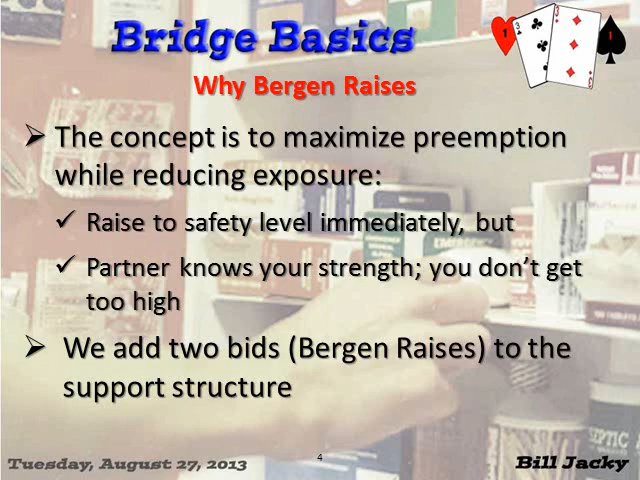 Bridge Basics
Why Bergen Raises
The concept is to maximize preemption
while reducing exposure:
Raise to safety level immediately, but
Partner knows your strength; you don't get
too high
We add two bids (Bergen Raises) to the
support structure
Tuesday, August 27, 2013
4
Bill Jacky